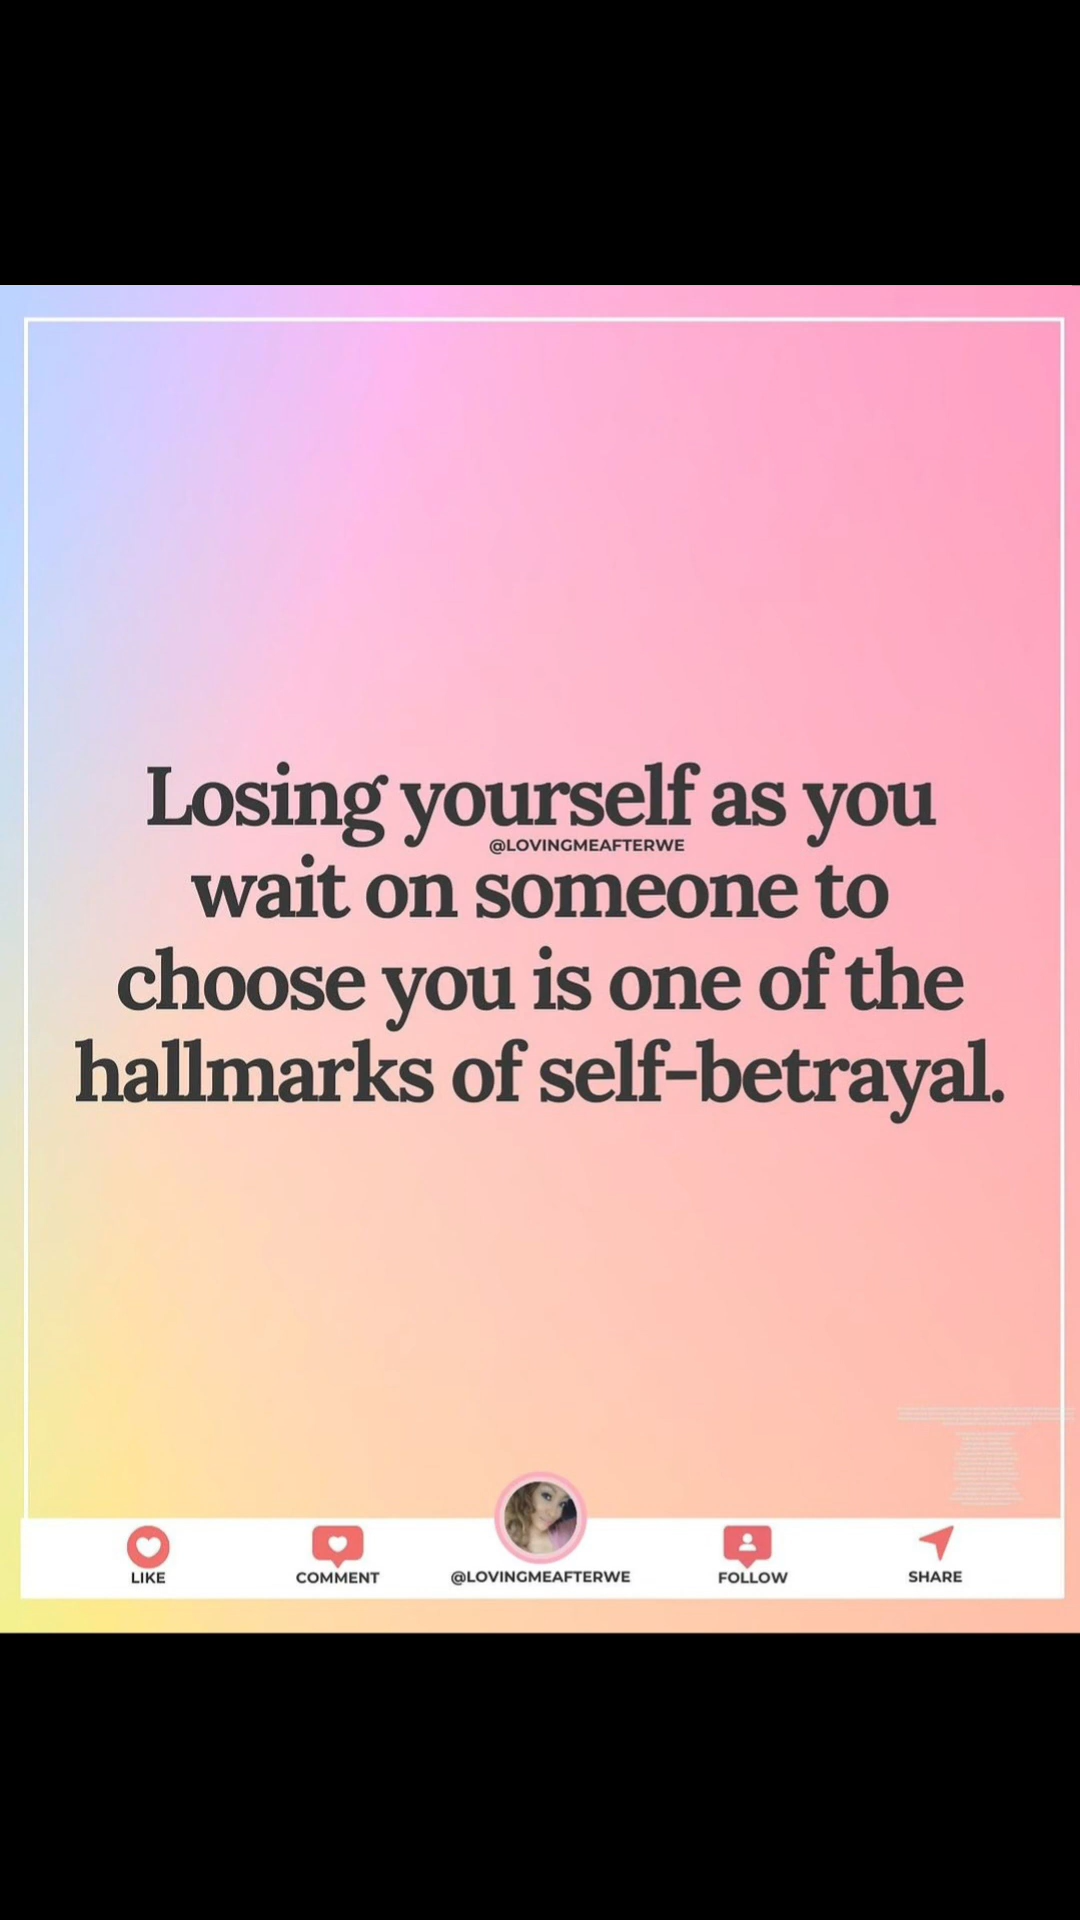 Losing yourself as you
@LOVINGMEAFTERWE
wait on someone to
choose you is one of the
hallmarks of self-betrayal.
LIKE
COMMENT
@LOVINGMEAFTERWE
FOLLOW
SHARE